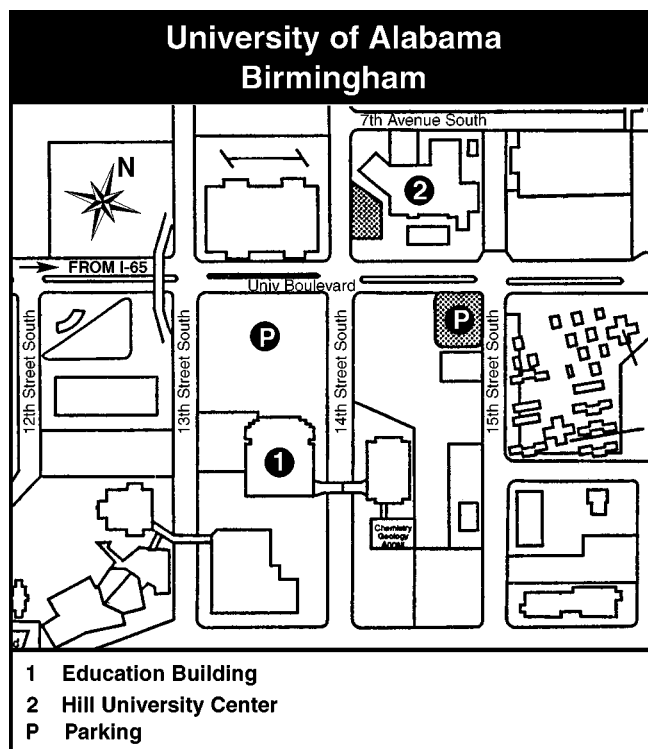 University of Alabama
Birmingham
7th Avenue South
N
2
FROM I-65
Univ Boulevard
P
P
12th Street South
13th Street South
14th Street South
15th Street South
1
Chemistry
Geology
1 Education Building
2 Hill University Center
P Parking